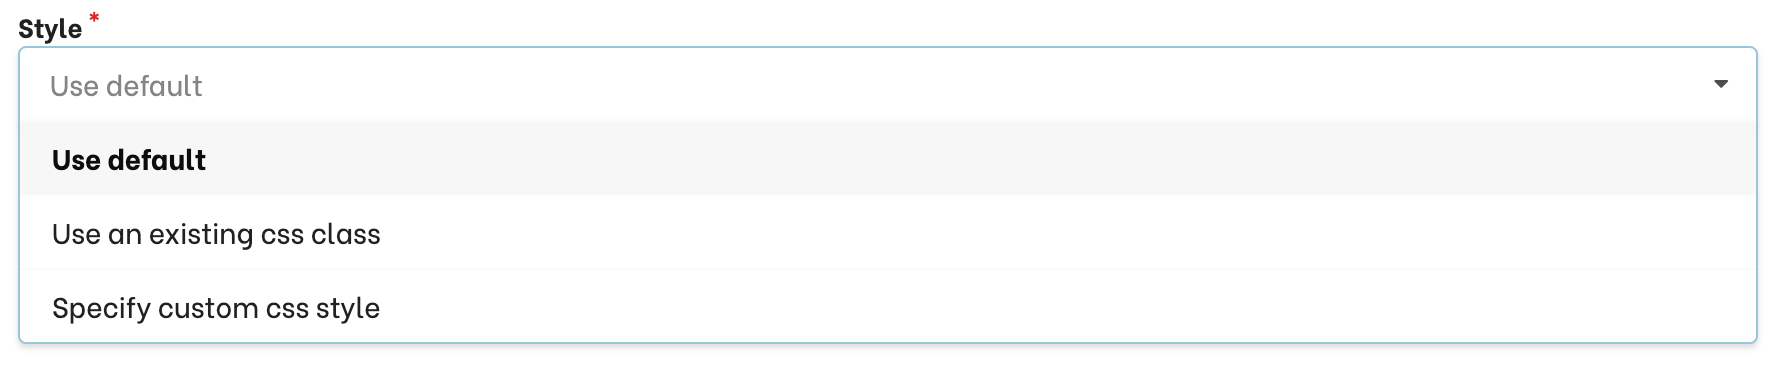 Style *
Use default
Use default
Use an existing css class
Specify custom css style